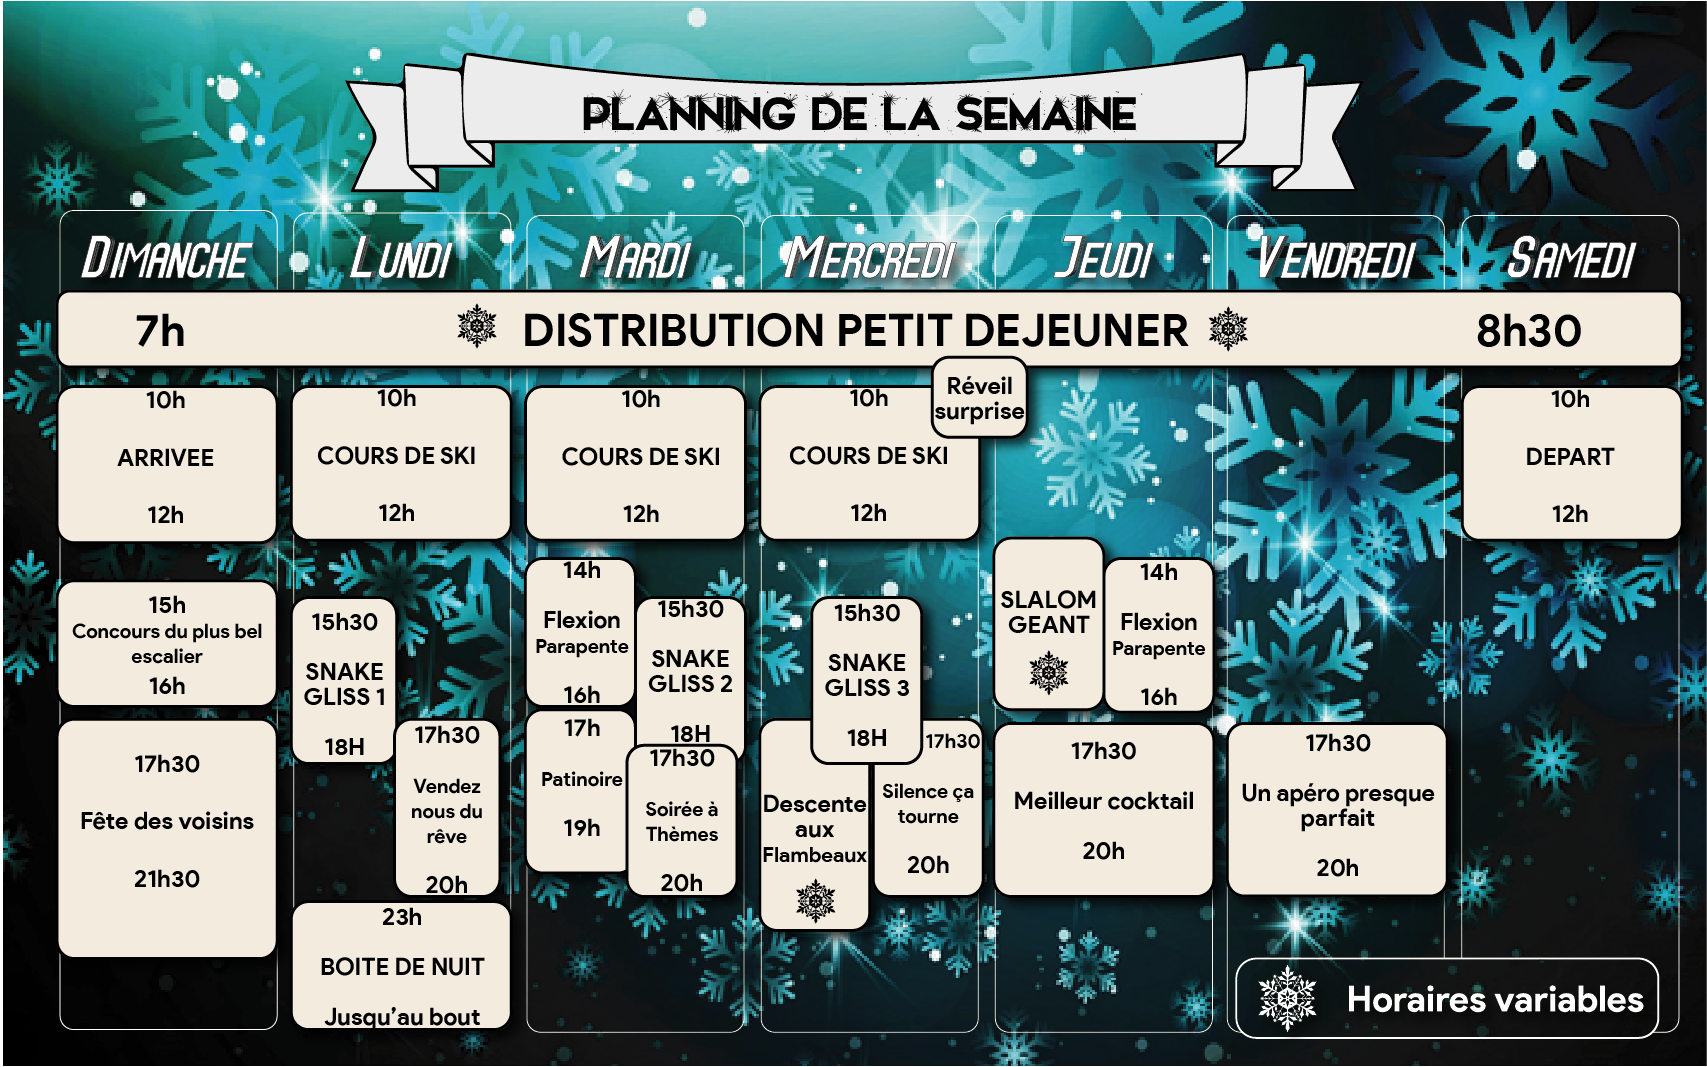 PLANNING DE LA SEMAINE
DIMANCHE
LUNDI
MARDI
MERCREDI
JEUDI
VENDREDI
SAMEDI
7h
DISTRIBUTION PETIT DEJEUNER
8h30
10h
ARRIVEE
12h
15h
Concours du plus bel
escalier
16h
17h30
Fête des voisins
21h30
10h
COURS DE SKI
12h
15h30
SNAKE
GLISS 1
18H
17h30
Vendez
nous du
rêve
20h
23h
BOITE DE NUIT
Jusqu'au bout
10h
COURS DE SKI
12h
14h
Flexion
Parapente
16h
15h30
SNAKE
GLISS 2
18H
17h
Patinoire
19h
17h30
Soirée à
Thèmes
20h
Réveil
surprise
10h
COURS DE SKI
12h
15h30
SNAKE
GLISS 3
18H
Descente
aux
Flambeaux
17h30
Silence ça
tourne
20h
SLALOM
GEANT
14h
Flexion
Parapente
16h
17h30
Meilleur cocktail
20h
17h30
Un apéro presque
parfait
20h
10h
DEPART
12h
Horaires variables